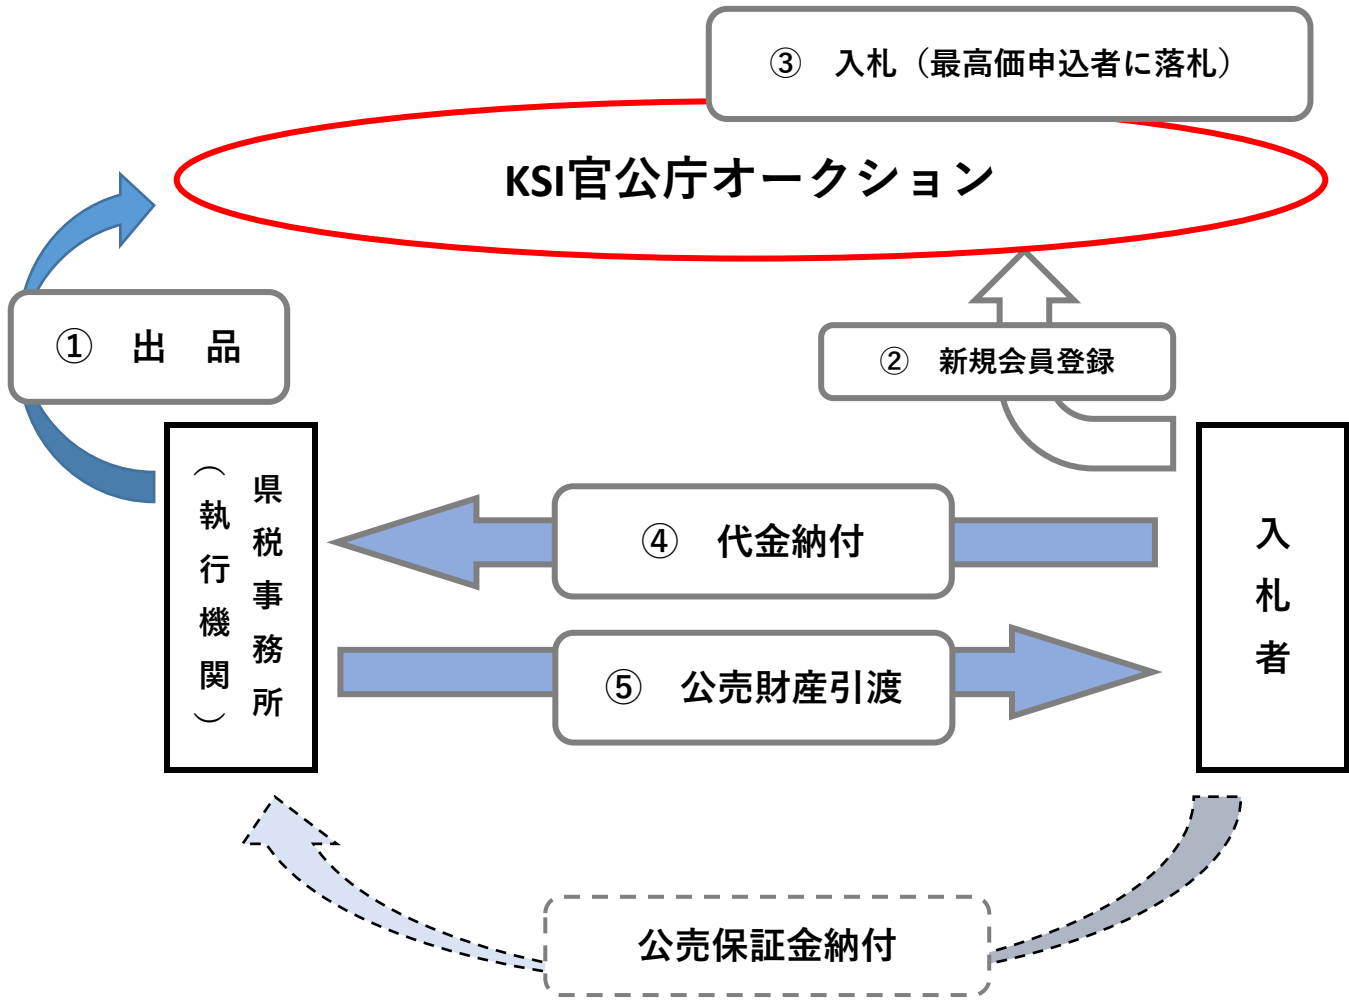 ③　入札（最高価申込者に落札）
KSI官公庁オークション
①　出　品
②　新規会員登録
県税事務所
（執行機関）
④　代金納付
入札者
⑤　公売財産引渡
公売保証金納付